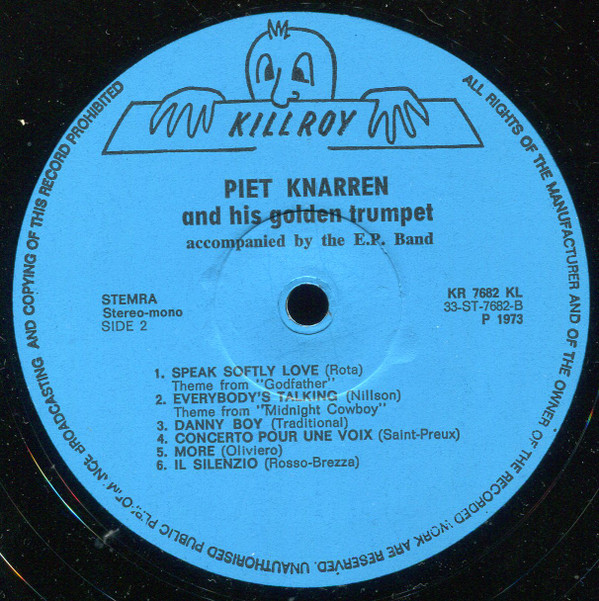 KILLROY
PIET KNARREN
and his golden trumpet
accompanied by the E.P. Band
STEMRA
Stereo-mono
SIDE 2
KR 7682 KL
33-ST-7682-B
P 1973
1. SPEAK SOFTLY LOVE (Rota)
Theme from "Godfather"
2. EVERYBODY'S TALKING (Nillson)
Theme from "Midnight Cowboy"
3. DANNY BOY (Traditional)
4. CONCERTO POUR UNE VOIX (Saint-Preux)
5. MORE (Oliviero)
6. IL SILENZIO (Rosso-Brezza)
ALL RIGHTS OF THE MANUFACTURER AND OF THE OWNER OF THE RECORDED WORK ARE RESERVED. UNAUTHORISED PUBLIC BROADCASTING AND COPYING OF THIS RECORD PROHIBITED